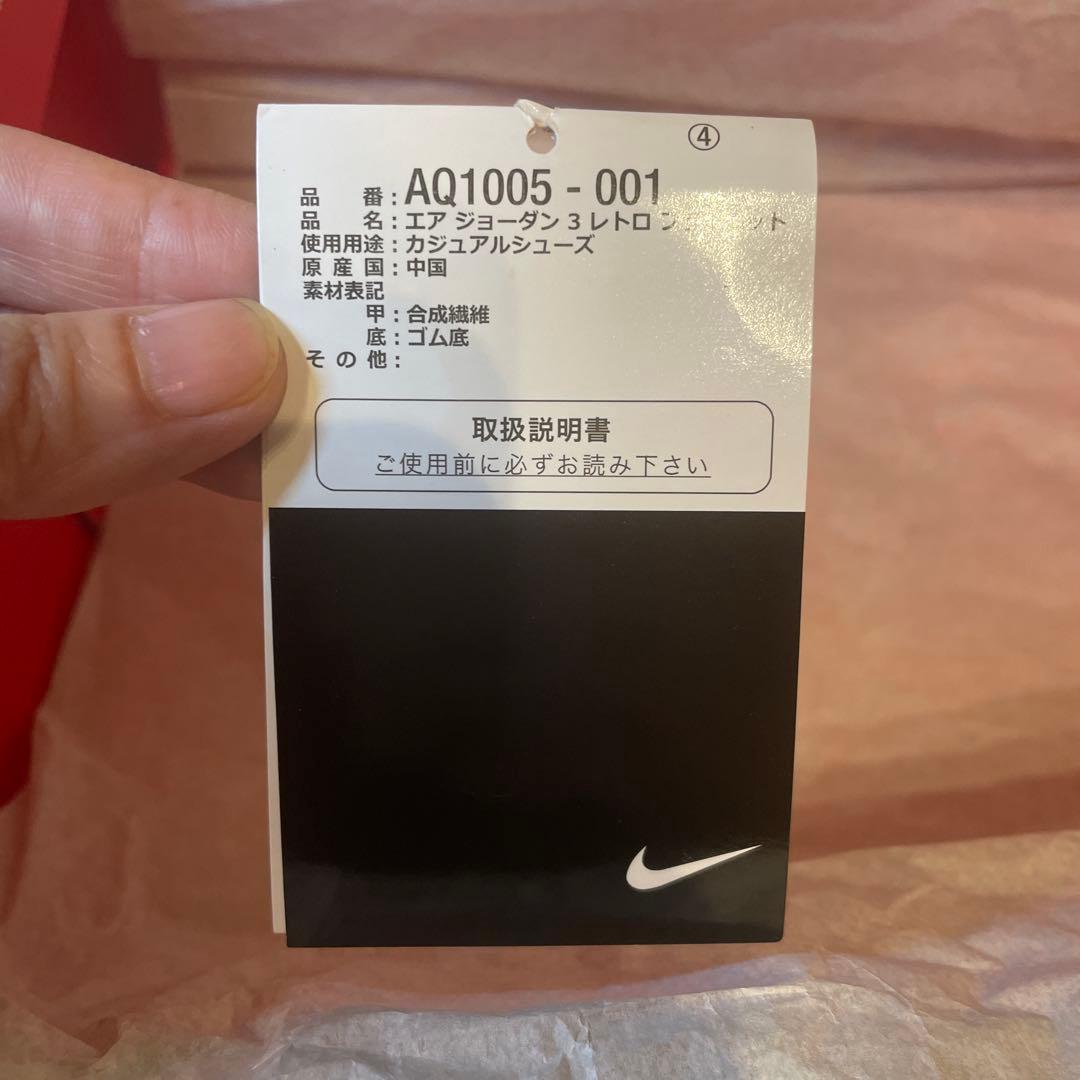 ④
品番:AQ1005-001
品名:エア ジョーダン 3 レトロ
使用用途:カジュアルシューズ
原産国:中国
素材表記
甲:合成繊維
底:ゴム底
その他:
取扱説明書
ご使用前に必ずお読み下さい